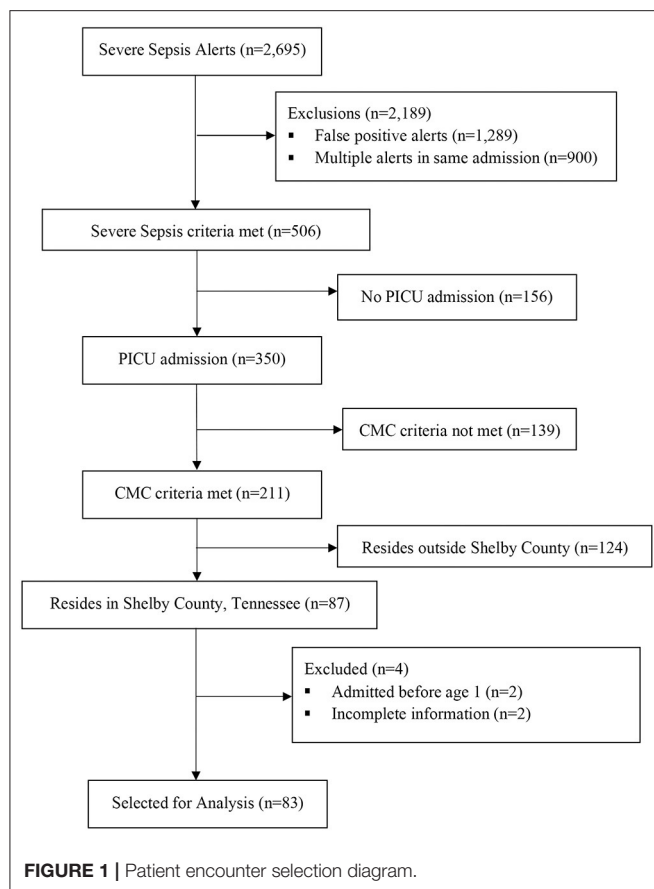 Severe Sepsis Alerts (n=2,695)
Exclusions (n=2,189)
▪ False positive alerts (n=1,289)
▪ Multiple alerts in same admission (n=900)
Severe Sepsis criteria met (n=506)
No PICU admission (n=156)
PICU admission (n=350)
CMC criteria not met (n=139)
CMC criteria met (n=211)
Resides outside Shelby County (n=124)
Resides in Shelby County, Tennessee (n=87)
Excluded (n=4)
▪ Admitted before age 1 (n=2)
▪ Incomplete information (n=2)
Selected for Analysis (n=83)
FIGURE 1 | Patient encounter selection diagram.